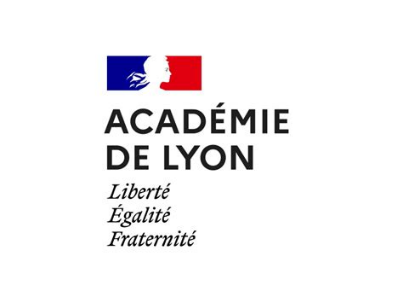 ACADÉMIE
DE LYON
Liberté
Égalité
Fraternité